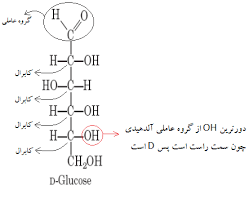 H O
C
گروه عاملی
H C OH
کایرال
HO C H
کایرال
H C OH
کایرال
H C OH
کایرال
CH₂OH
D-Glucose
دورترین OH از گروه عاملی آلدهیدی
چون سمت راست است پس D است